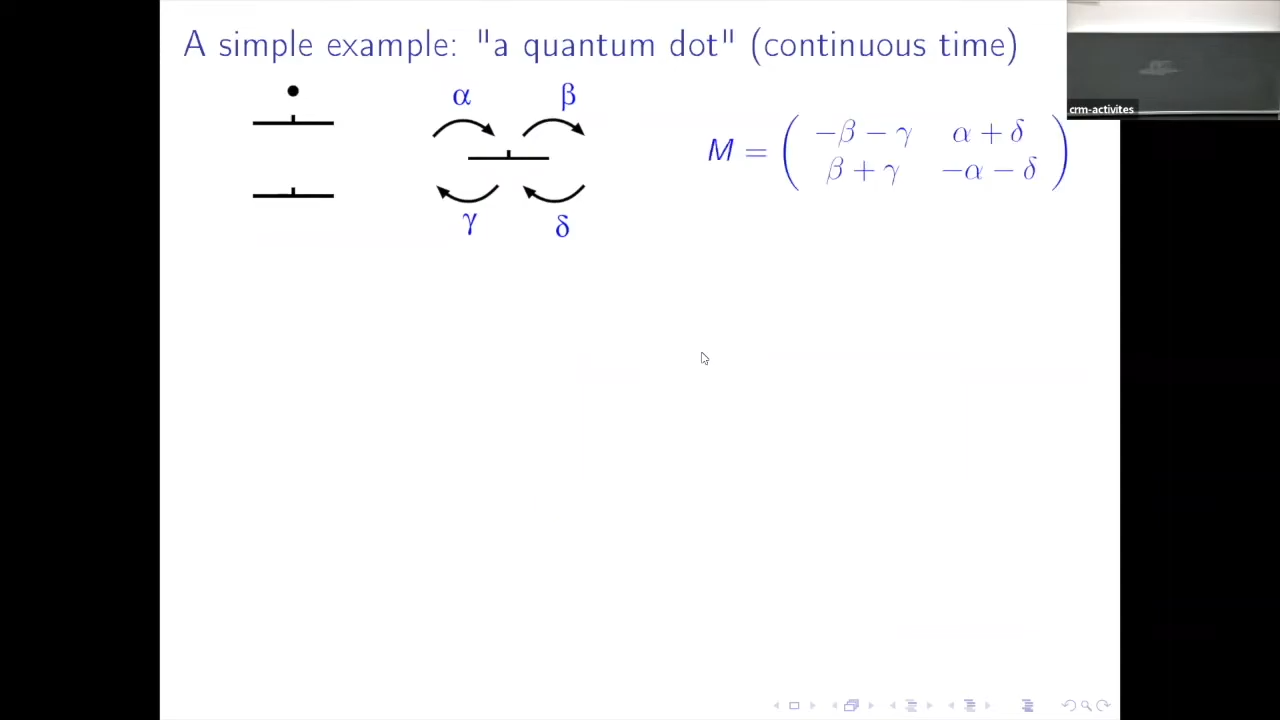 A simple example: "a quantum dot" (continuous time)
crm-activites
α β
γ δ
M = ( −β − γ α + δ
β + γ −α − δ )